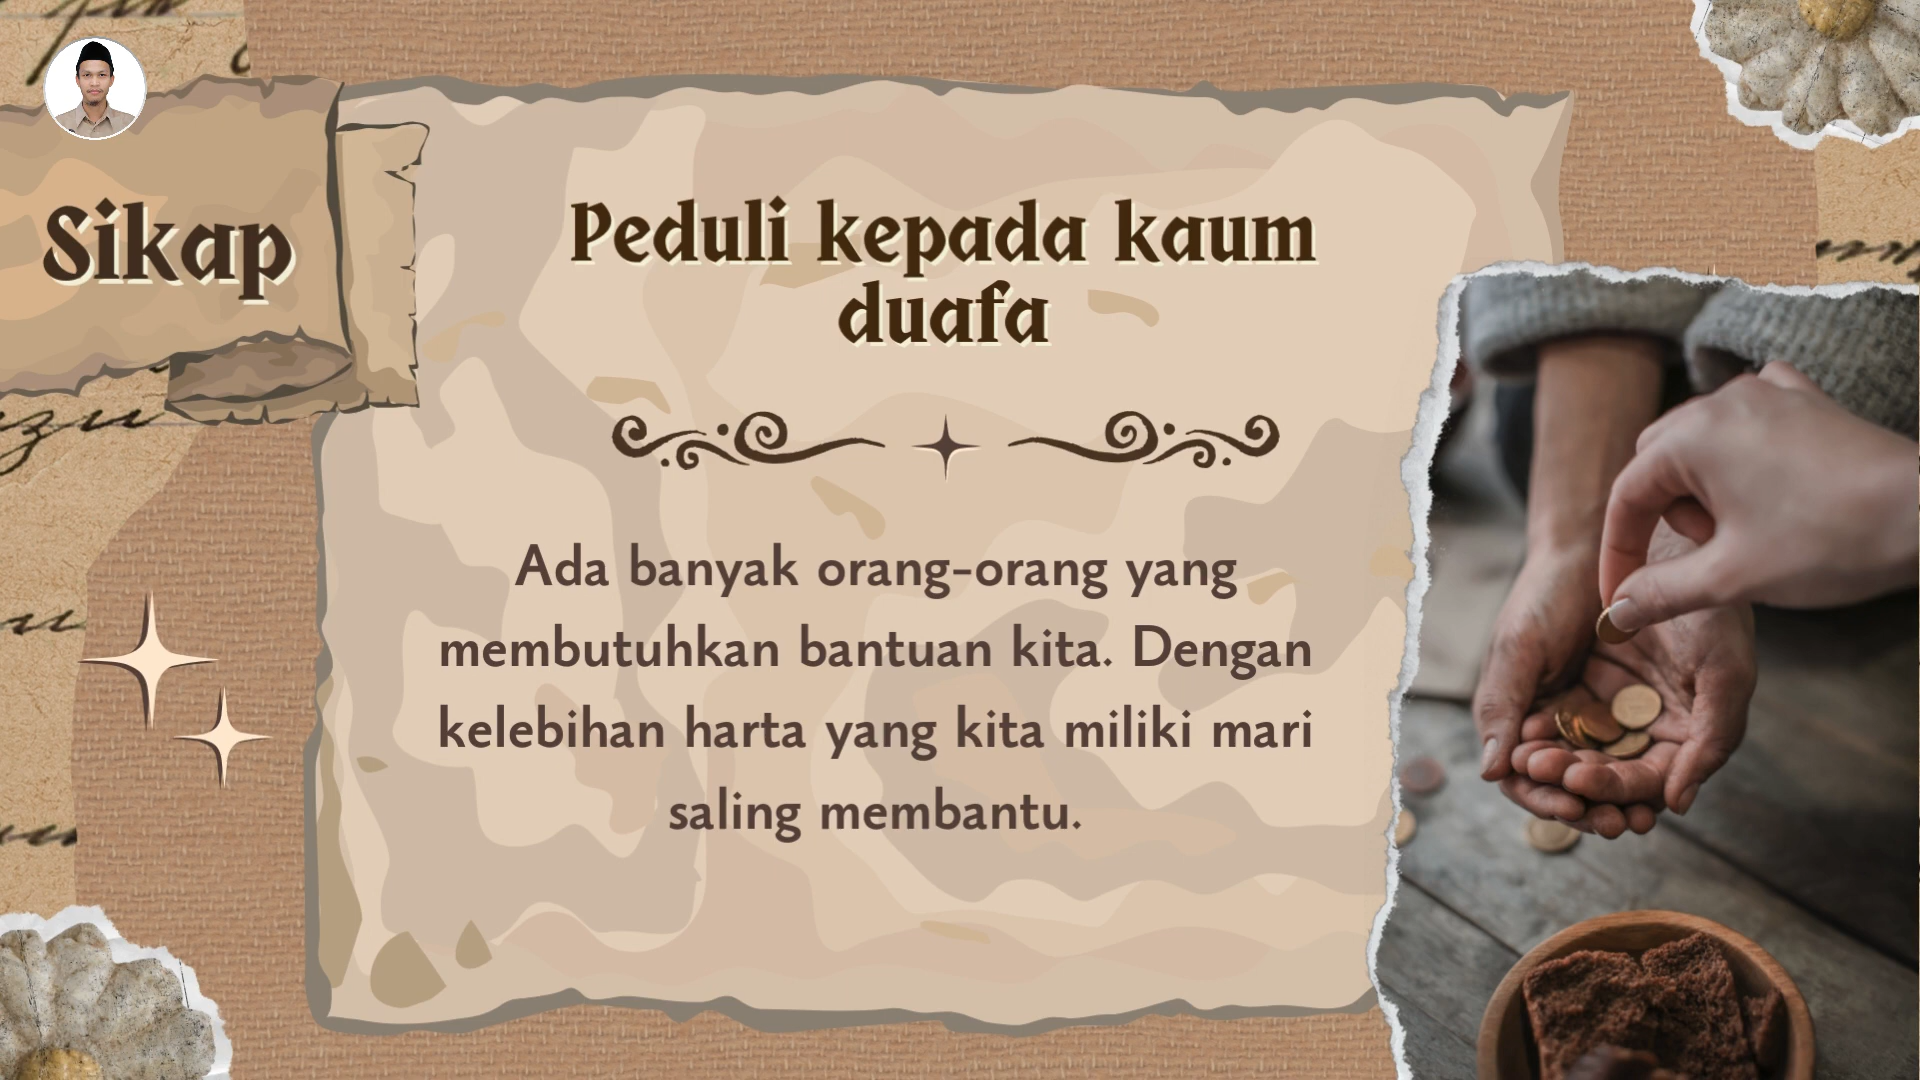 Sikap
Peduli kepada kaum
duafa
Ada banyak orang-orang yang
membutuhkan bantuan kita. Dengan
kelebihan harta yang kita miliki mari
saling membantu.